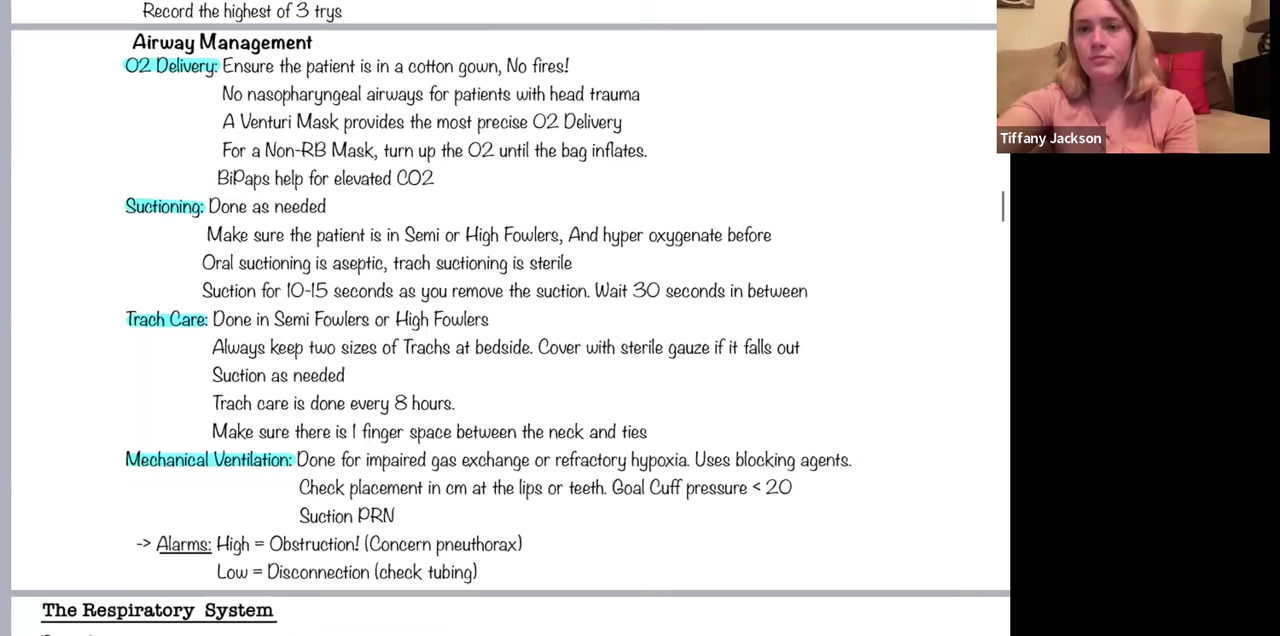 Record the highest of 3 trys
Airway Management
O2 Delivery: Ensure the patient is in a cotton gown, No fires!
No nasopharyngeal airways for patients with head trauma
A Venturi Mask provides the most precise O2 Delivery
For a Non-RB Mask, turn up the O2 until the bag inflates.
BiPaps help for elevated CO2
Suctioning: Done as needed
Make sure the patient is in Semi or High Fowlers, And hyper oxygenate before
Oral suctioning is aseptic, trach suctioning is sterile
Suction for 10-15 seconds as you remove the suction. Wait 30 seconds in between
Trach Care: Done in Semi Fowlers or High Fowlers
Always keep two sizes of Trachs at bedside. Cover with sterile gauze if it falls out
Suction as needed
Trach care is done every 8 hours.
Make sure there is 1 finger space between the neck and ties
Mechanical Ventilation: Done for impaired gas exchange or refractory hypoxia. Uses blocking agents.
Check placement in cm at the lips or teeth. Goal Cuff pressure < 20
Suction PRN
-> Alarms: High = Obstruction! (Concern pneuthorax)
Low = Disconnection (check tubing)
The Respiratory System
Tiffany Jackson